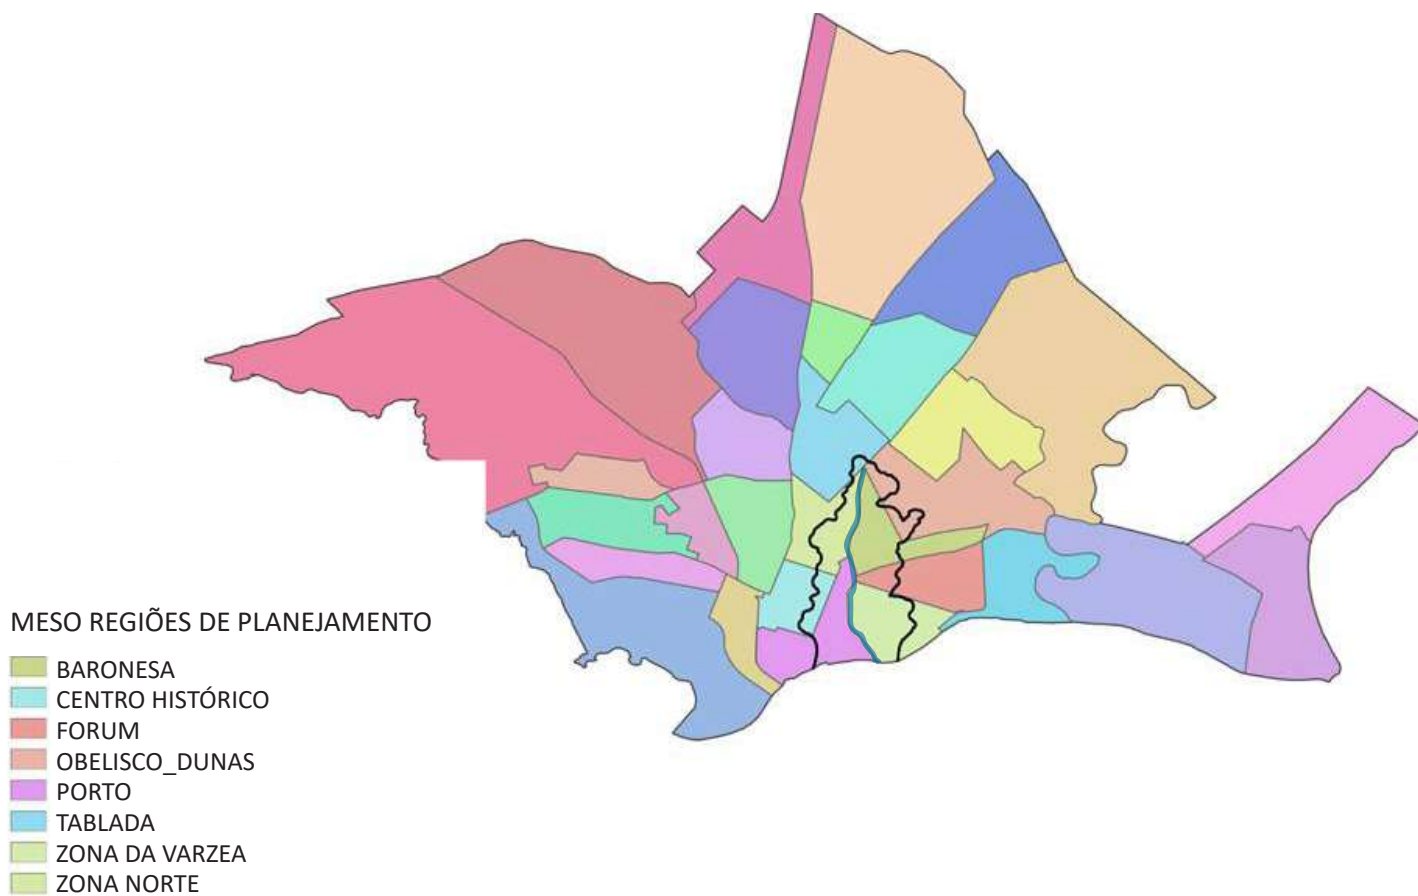 MESO REGIÕES DE PLANEJAMENTO
BARONESA
CENTRO HISTÓRICO
FORUM
OBELISCO_DUNAS
PORTO
TABLADA
ZONA DA VARZEA
ZONA NORTE